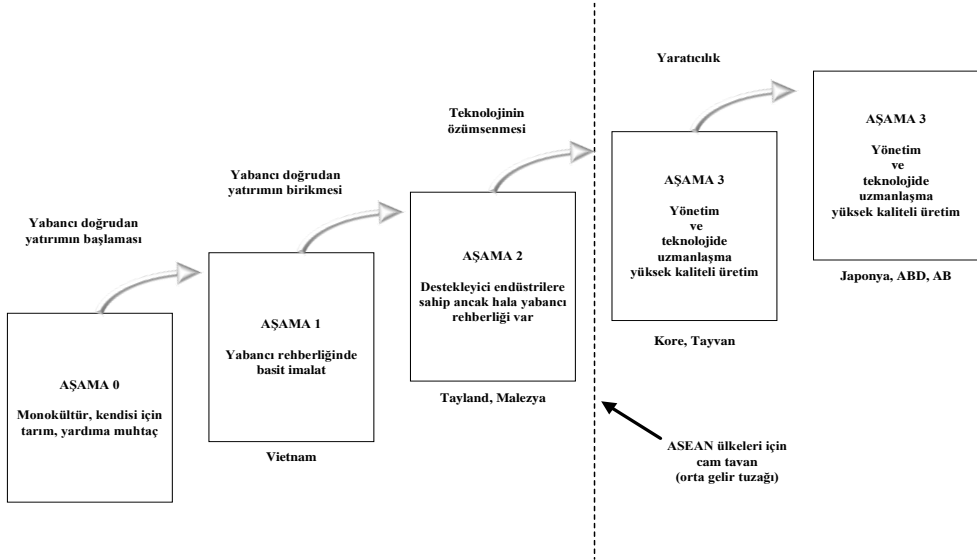 Yabancı doğrudan
yatırımın başlaması
AŞAMA 0
Monokültür, kendisi için
tarım, yardıma muhtaç
Yabancı doğrudan
yatırımın birikmesi
AŞAMA 1
Yabancı rehberliğinde
basit imalat
Vietnam
Teknolojinin
özümsenmesi
AŞAMA 2
Destekleyici endüstrilere
sahip ancak hala yabancı
rehberliği var
Tayland, Malezya
Yaratıcılık
AŞAMA 3
Yönetim
ve
teknolojide
uzmanlaşma
yüksek kaliteli üretim
Kore, Tayvan
AŞAMA 3
Yönetim
ve
teknolojide
uzmanlaşma
yüksek kaliteli üretim
Japonya, ABD, AB
ASEAN ülkeleri için
cam tavan
(orta gelir tuzağı)